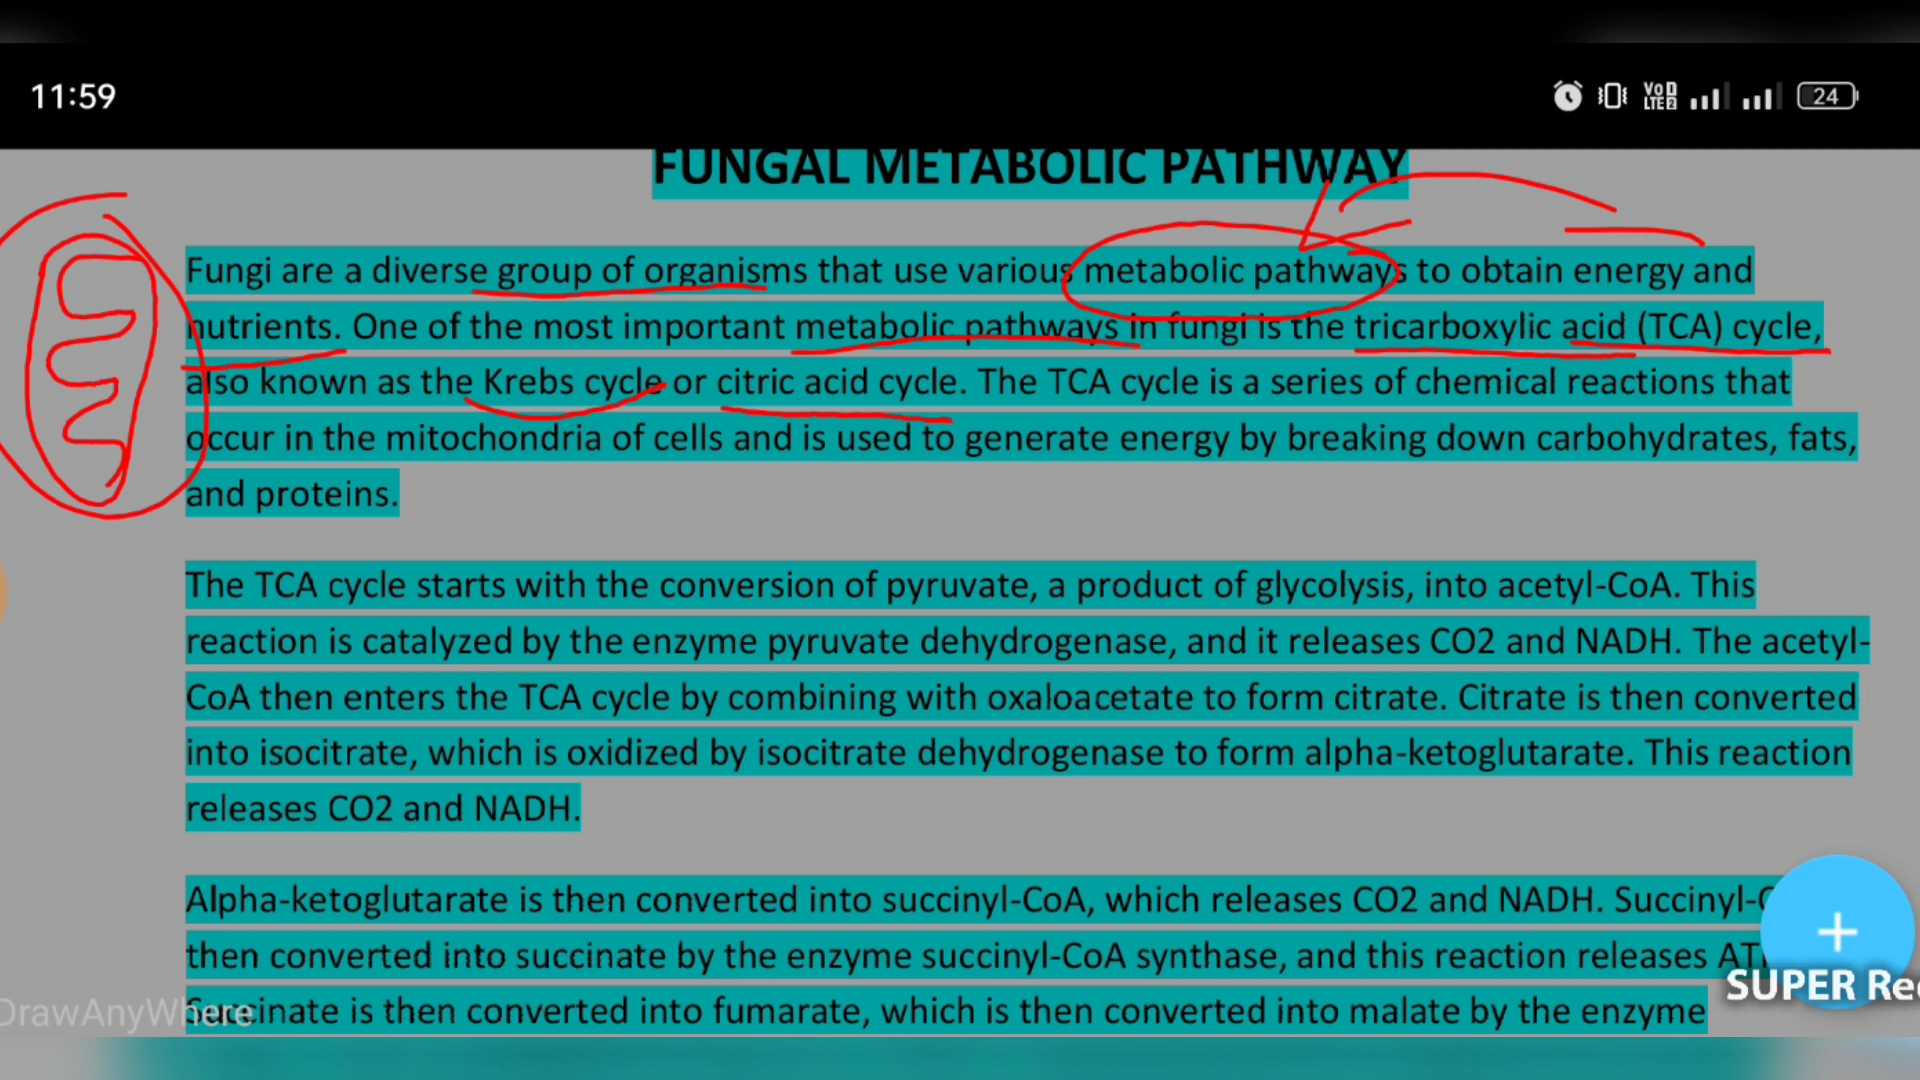 11:59
VoD
LTE2
24
FUNGAL METABOLIC PATHWAY
Fungi are a diverse group of organisms that use various metabolic pathways to obtain energy and
nutrients. One of the most important metabolic pathways in fungi is the tricarboxylic acid (TCA) cycle,
also known as the Krebs cycle or citric acid cycle. The TCA cycle is a series of chemical reactions that
occur in the mitochondria of cells and is used to generate energy by breaking down carbohydrates, fats,
and proteins.
The TCA cycle starts with the conversion of pyruvate, a product of glycolysis, into acetyl-CoA. This
reaction is catalyzed by the enzyme pyruvate dehydrogenase, and it releases CO2 and NADH. The acetyl-
CoA then enters the TCA cycle by combining with oxaloacetate to form citrate. Citrate is then converted
into isocitrate, which is oxidized by isocitrate dehydrogenase to form alpha-ketoglutarate. This reaction
releases CO2 and NADH.
Alpha-ketoglutarate is then converted into succinyl-CoA, which releases CO2 and NADH. Succinyl-
then converted into succinate by the enzyme succinyl-CoA synthase, and this reaction releases
SUPER
DrawAnyWhere
Succinate is then converted into fumarate, which is then converted into malate by the enzyme